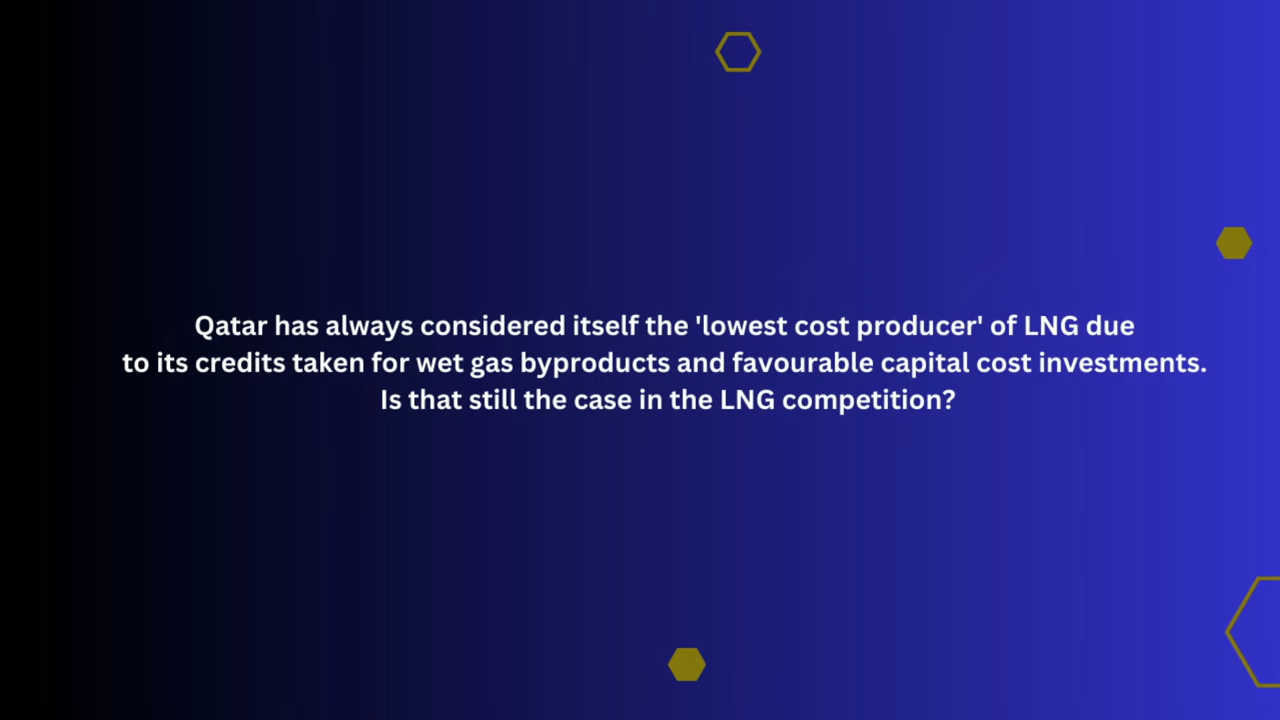 Qatar has always considered itself the 'lowest cost producer' of LNG due
to its credits taken for wet gas byproducts and favourable capital cost investments.
Is that still the case in the LNG competition?